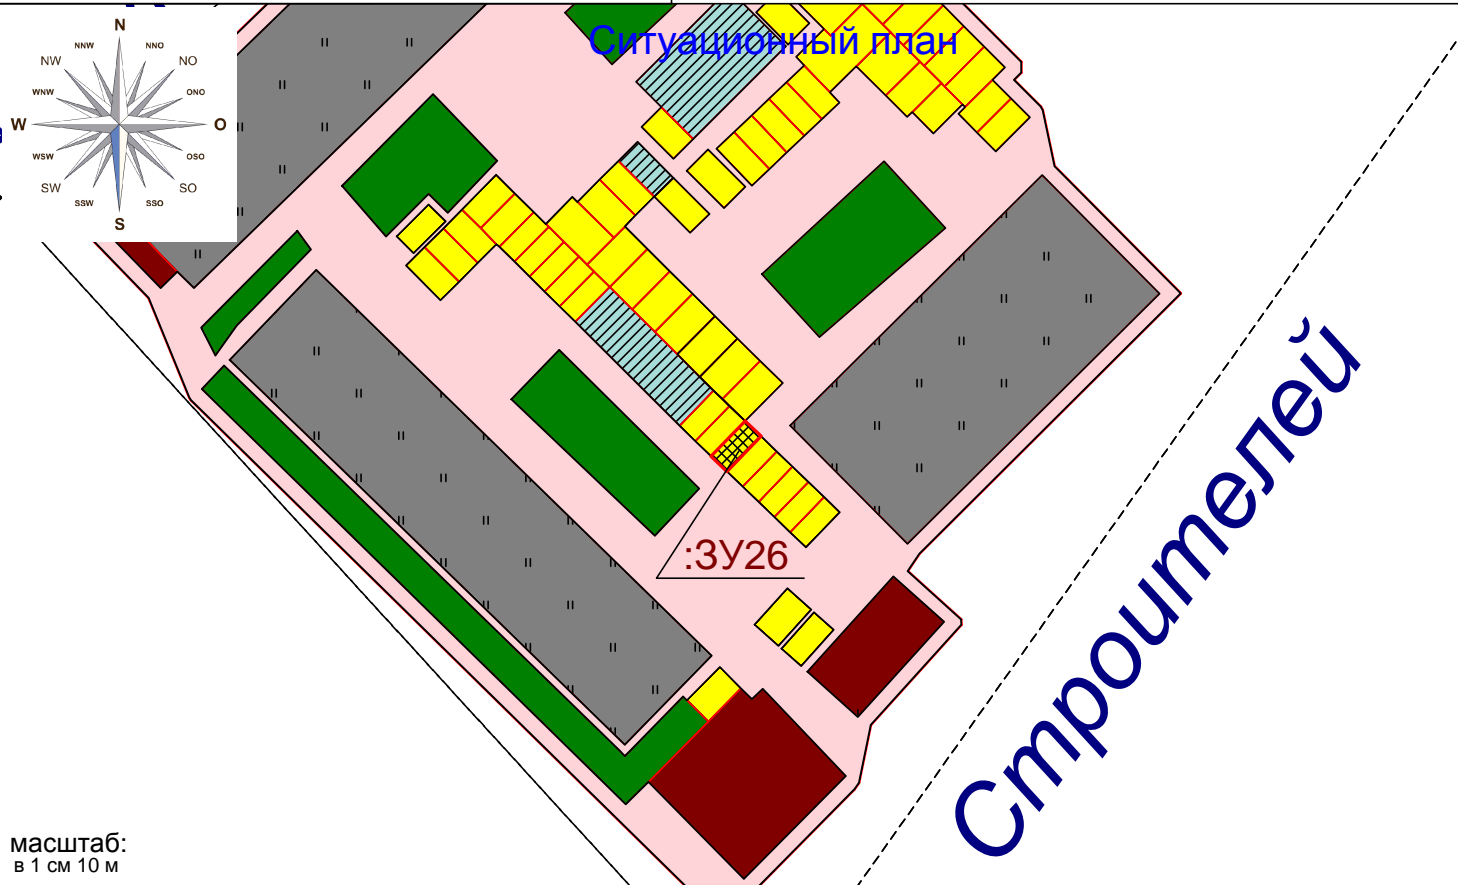 Ситуационный план
N
NNW
NNO
NW
NO
WNW
ONO
W
O
WSW
OSO
SW
SO
SSW
SSO
S
:ЗУ26
Строителей
масштаб:
в 1 см 10 м